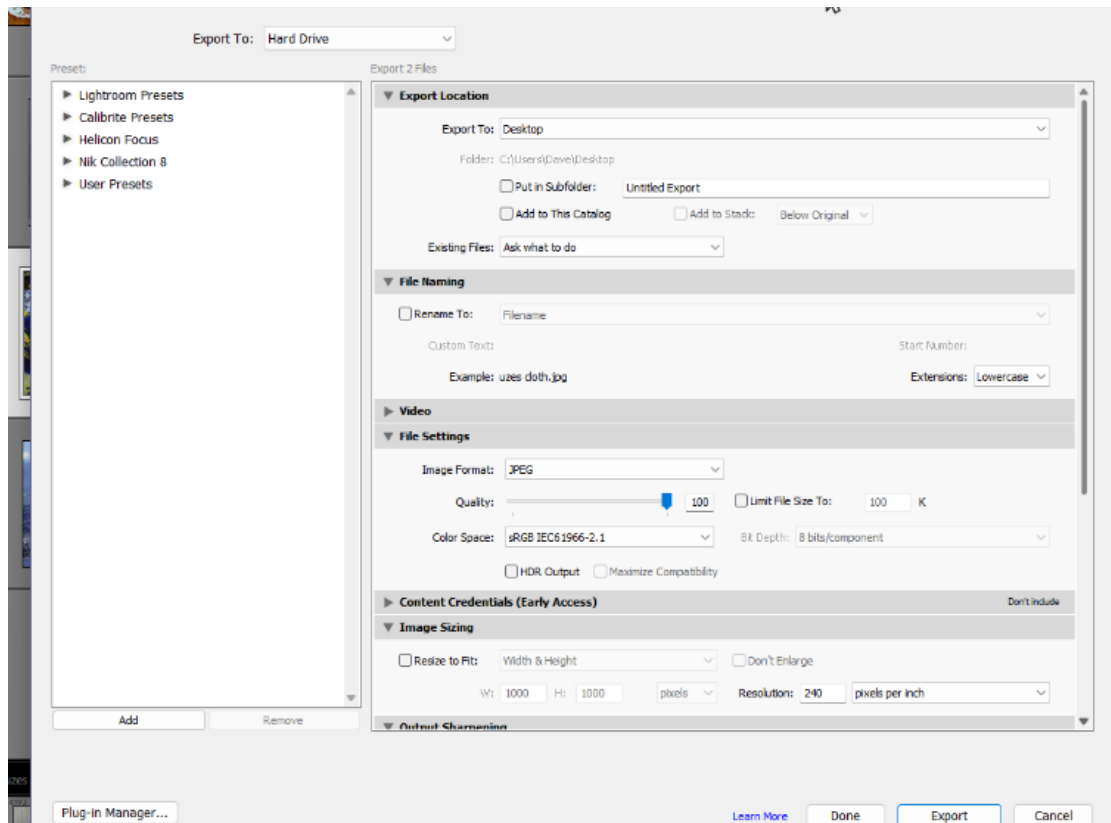 Export To: Hard Drive
Preset:
Export 2 Files
Lightroom Presets
Calibrite Presets
Helicon Focus
Nik Collection 8
User Presets
Add Remove
Export Location
Export To: Desktop
Folder: C:\Users\Dave\Desktop
Put in Subfolder: Untitled Export
Add to This Catalog Add to Stack: Below Original
Existing Files: Ask what to do
File Naming
Rename To: Filename
Custom Text: Start Number:
Example: uzes cloth.jpg Extensions: Lowercase
Video
File Settings
Image Format: JPEG
Quality: 100 Limit File Size To: 100 K
Color Space: sRGB IEC61966-2.1 Bit Depth: 8 bits/component
HDR Output Maximize Compatibility
Content Credentials (Early Access) Don't include
Image Sizing
Resize to Fit: Width & Height Don't Enlarge
W: 1000 H: 1000 pixels Resolution: 240 pixels per inch
Output Sharpening
Plug-in Manager... Learn More Done Export Cancel